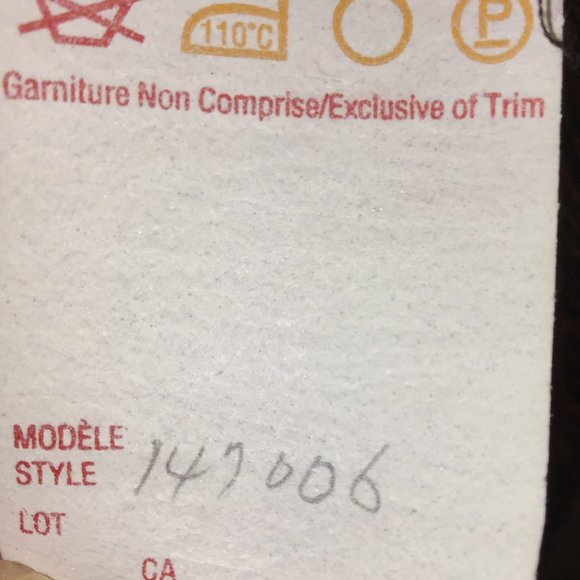 110°C P
Garniture Non Comprise/Exclusive of Trim
MODÈLE
STYLE 147006
LOT
CA